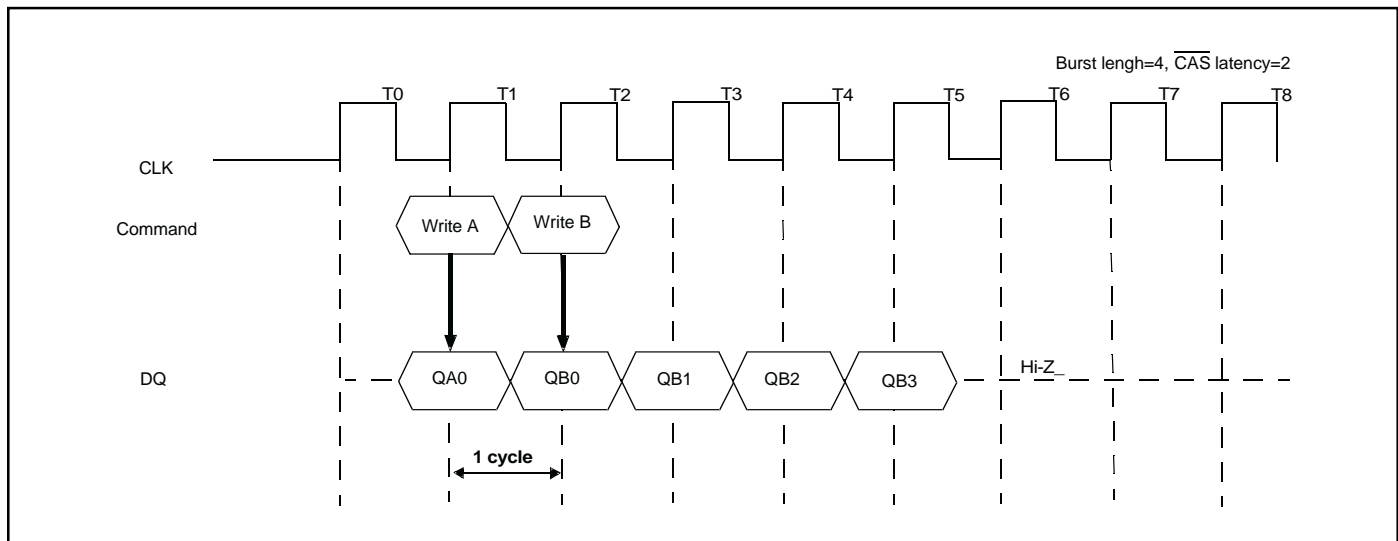 Burst lengh=4, CAS latency=2
T0 T1 T2 T3 T4 T5 T6 T7 T8
CLK
Command Write A Write B
DQ QA0 QB0 QB1 QB2 QB3 Hi-Z_
1 cycle